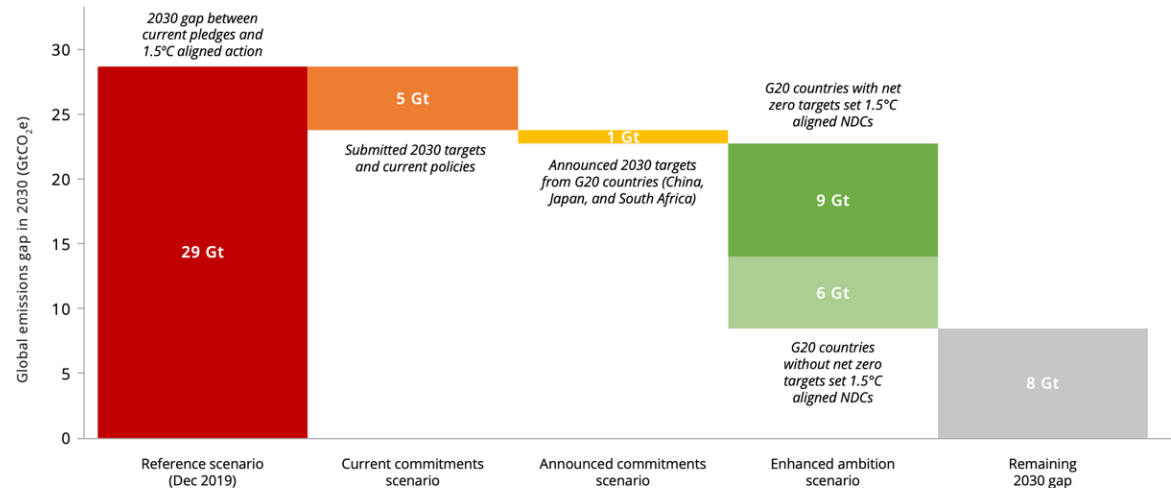 2030 gap between
current pledges and
1.5°C aligned action
Global emissions gap in 2030 (GtCO₂e)
30
25
20
15
10
5
0
29 Gt
5 Gt
Submitted 2030 targets
and current policies
1 Gt
Announced 2030 targets
from G20 countries (China,
Japan, and South Africa)
G20 countries with net
zero targets set 1.5°C
aligned NDCs
9 Gt
6 Gt
G20 countries
without net zero
targets set 1.5°C
aligned NDCs
8 Gt
Reference scenario
(Dec 2019)
Current commitments
scenario
Announced commitments
scenario
Enhanced ambition
scenario
Remaining
2030 gap